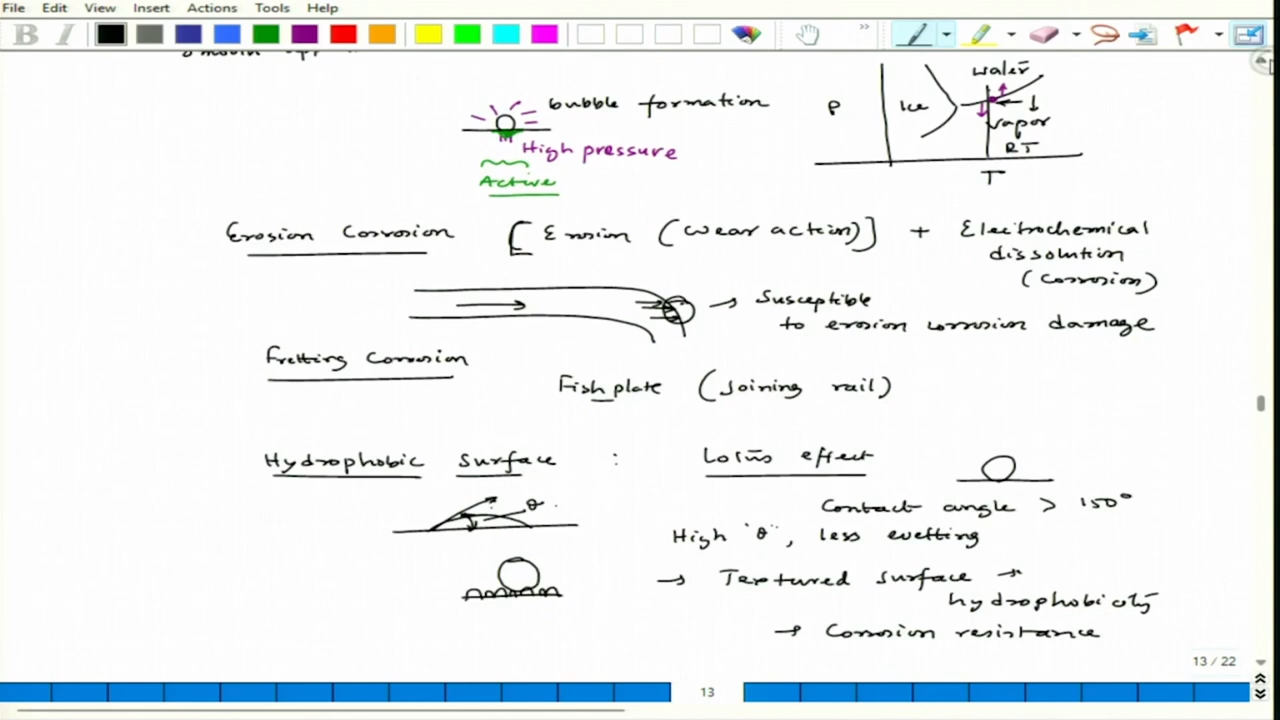 File Edit View Insert Actions Tools Help
B I
bubble formation
High pressure
Active
P
Ice
water
vapor
RT
T
Erosion Corrosion [Erosion (wear action)] + Electrochemical
dissolution
(Corrosion)
→ Susceptible
to erosion corrosion damage
Fretting Corrosion
Fish plate (Joining rail)
Hydrophobic Surface : Lotus effect
θ
Contact angle > 150°
High "θ", less wetting
→ Textured surface →
hydrophobicity
→ Corrosion resistance
13 / 22
13